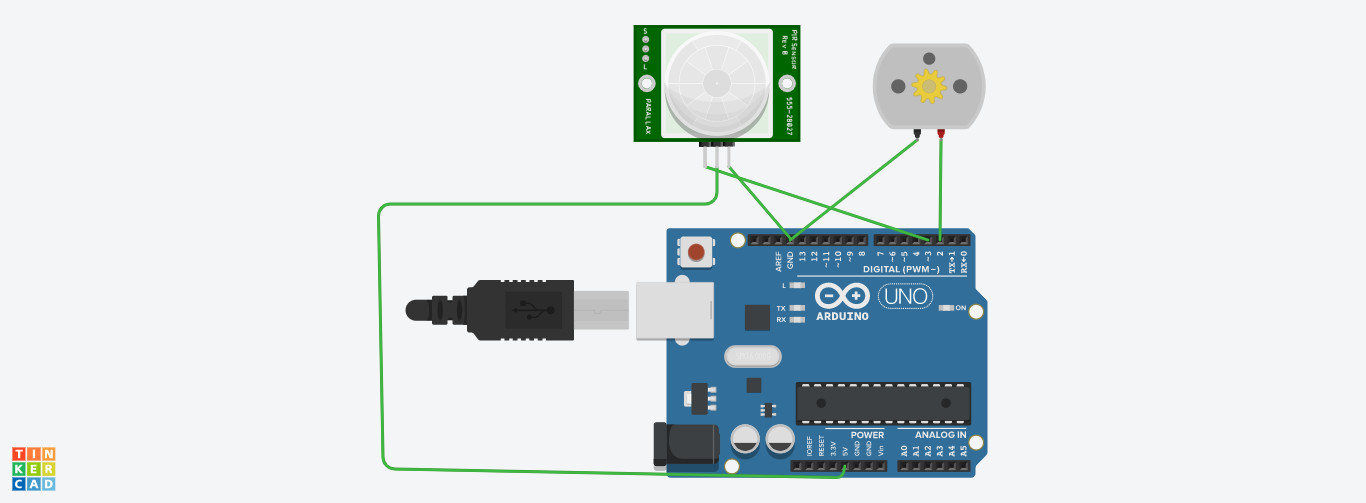 S
L
PARALLAX
PIR SENSOR
Rev B
555-28027
AREF
GND
13
12
~11
~10
~9
8
7
~6
~5
4
~3
2
TX→1
RX←0
DIGITAL (PWM~)
L
TX
RX
ARDUINO
UNO
ON
IOREF
RESET
3.3V
5V
GND
GND
Vin
POWER
A0
A1
A2
A3
A4
A5
ANALOG IN
TIN
KER
CAD